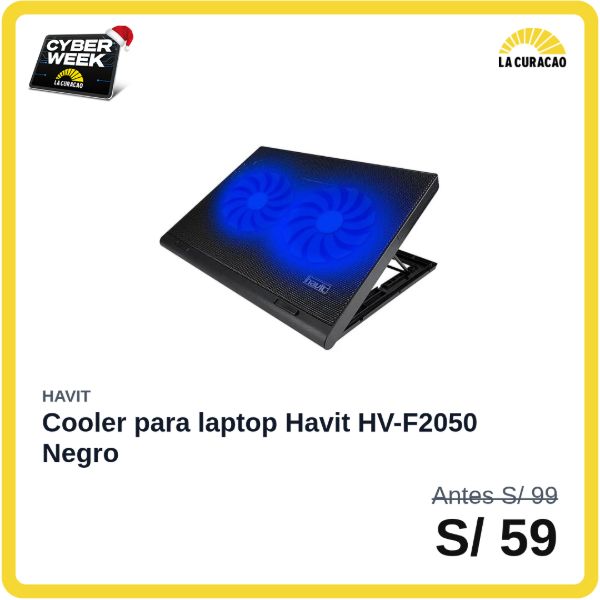 CYBER
WEEK
LA CURACAO
LA CURACAO
havit
HAVIT
Cooler para laptop Havit HV-F2050
Negro
Antes S/ 99
S/ 59